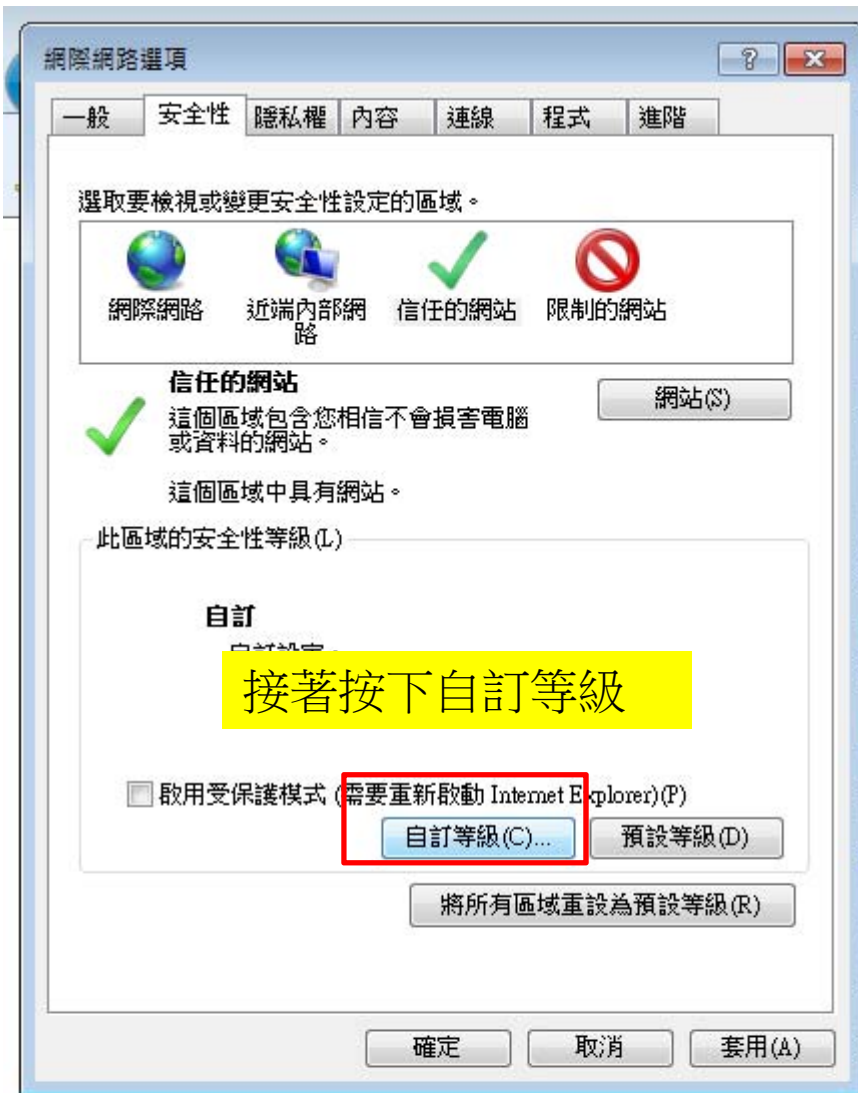 網際網路選項
一般 安全性 隱私權 內容 連線 程式 進階
選取要檢視或變更安全性設定的區域。
網際網路 近端內部網路 信任的網站 限制的網站
信任的網站
網站(S)
這個區域包含您相信不會損害電腦
或資料的網站。
這個區域中具有網站。
此區域的安全性等級(L)
自訂
接著按下自訂等級
啟用受保護模式 (需要重新啟動 Internet Explorer)(P)
自訂等級(C)... 預設等級(D)
將所有區域重設為預設等級(R)
確定 取消 套用(A)